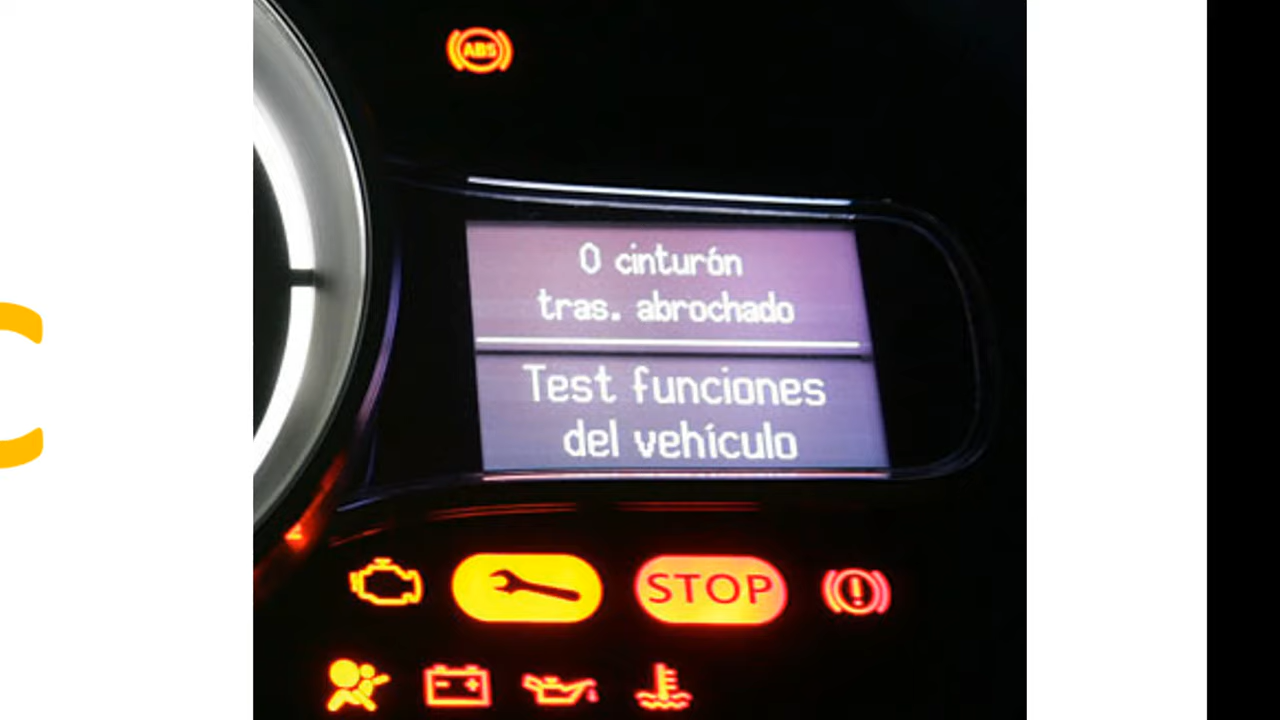 ABS
0 cinturón
tras. abrochado
Test funciones
del vehículo
STOP